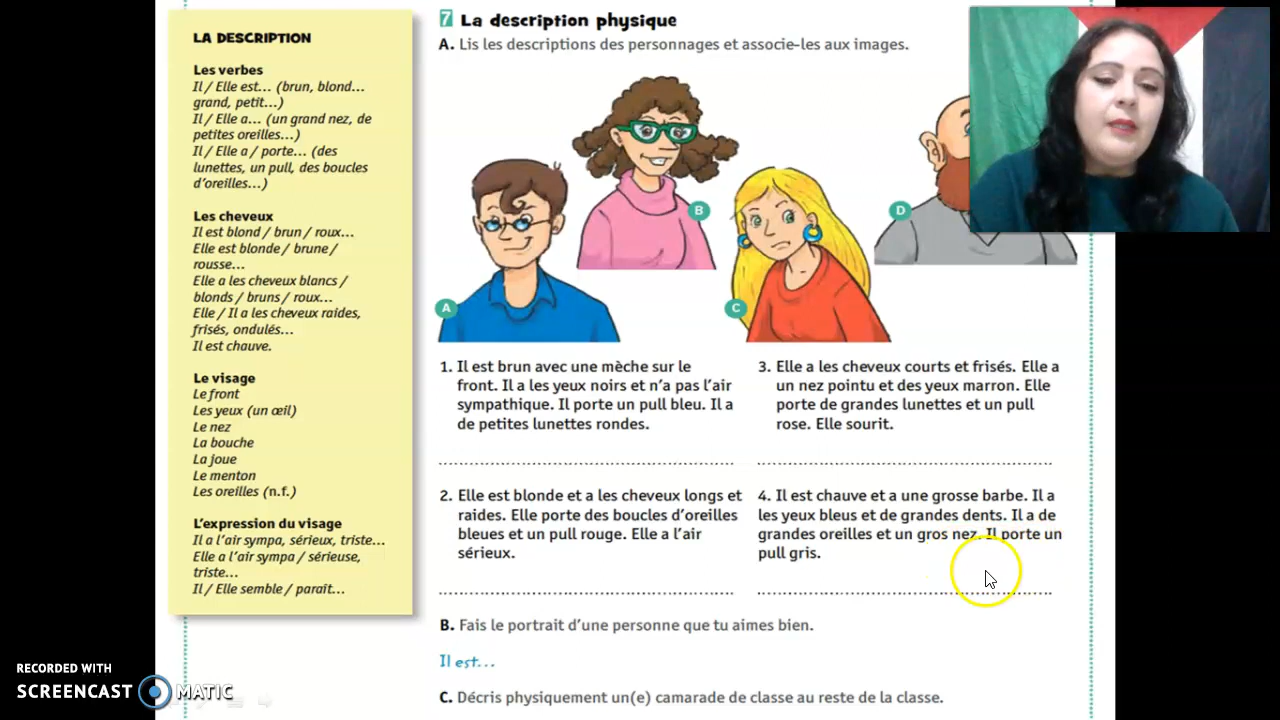 LA DESCRIPTION
Les verbes
Il / Elle est... (brun, blond...
grand, petit...)
Il / Elle a... (un grand nez, de
petites oreilles...)
Il / Elle a / porte... (des
lunettes, un pull, des boucles
d'oreilles...)
Les cheveux
Il est blond / brun / roux...
Elle est blonde / brune /
rousse...
Elle a les cheveux blancs /
blonds / bruns / roux...
Elle / Il a les cheveux raides,
frisés, ondulés...
Il est chauve.
Le visage
Le front
Les yeux (un œil)
Le nez
La bouche
La joue
Le menton
Les oreilles (n.f.)
L'expression du visage
Il a l'air sympa, sérieux, triste...
Elle a l'air sympa / sérieuse,
triste...
Il / Elle semble / paraît...
7 La description physique
A. Lis les descriptions des personnages et associe-les aux images.
A
B
C
D
1. Il est brun avec une mèche sur le
front. Il a les yeux noirs et n'a pas l'air
sympathique. Il porte un pull bleu. Il a
de petites lunettes rondes.
2. Elle est blonde et a les cheveux longs et
raides. Elle porte des boucles d'oreilles
bleues et un pull rouge. Elle a l'air
sérieux.
3. Elle a les cheveux courts et frisés. Elle a
un nez pointu et des yeux marron. Elle
porte de grandes lunettes et un pull
rose. Elle sourit.
4. Il est chauve et a une grosse barbe. Il a
les yeux bleus et de grandes dents. Il a de
grandes oreilles et un gros nez. Il porte un
pull gris.
B. Fais le portrait d'une personne que tu aimes bien.
Il est...
C. Décris physiquement un(e) camarade de classe au reste de la classe.
RECORDED WITH
SCREENCAST MATIC